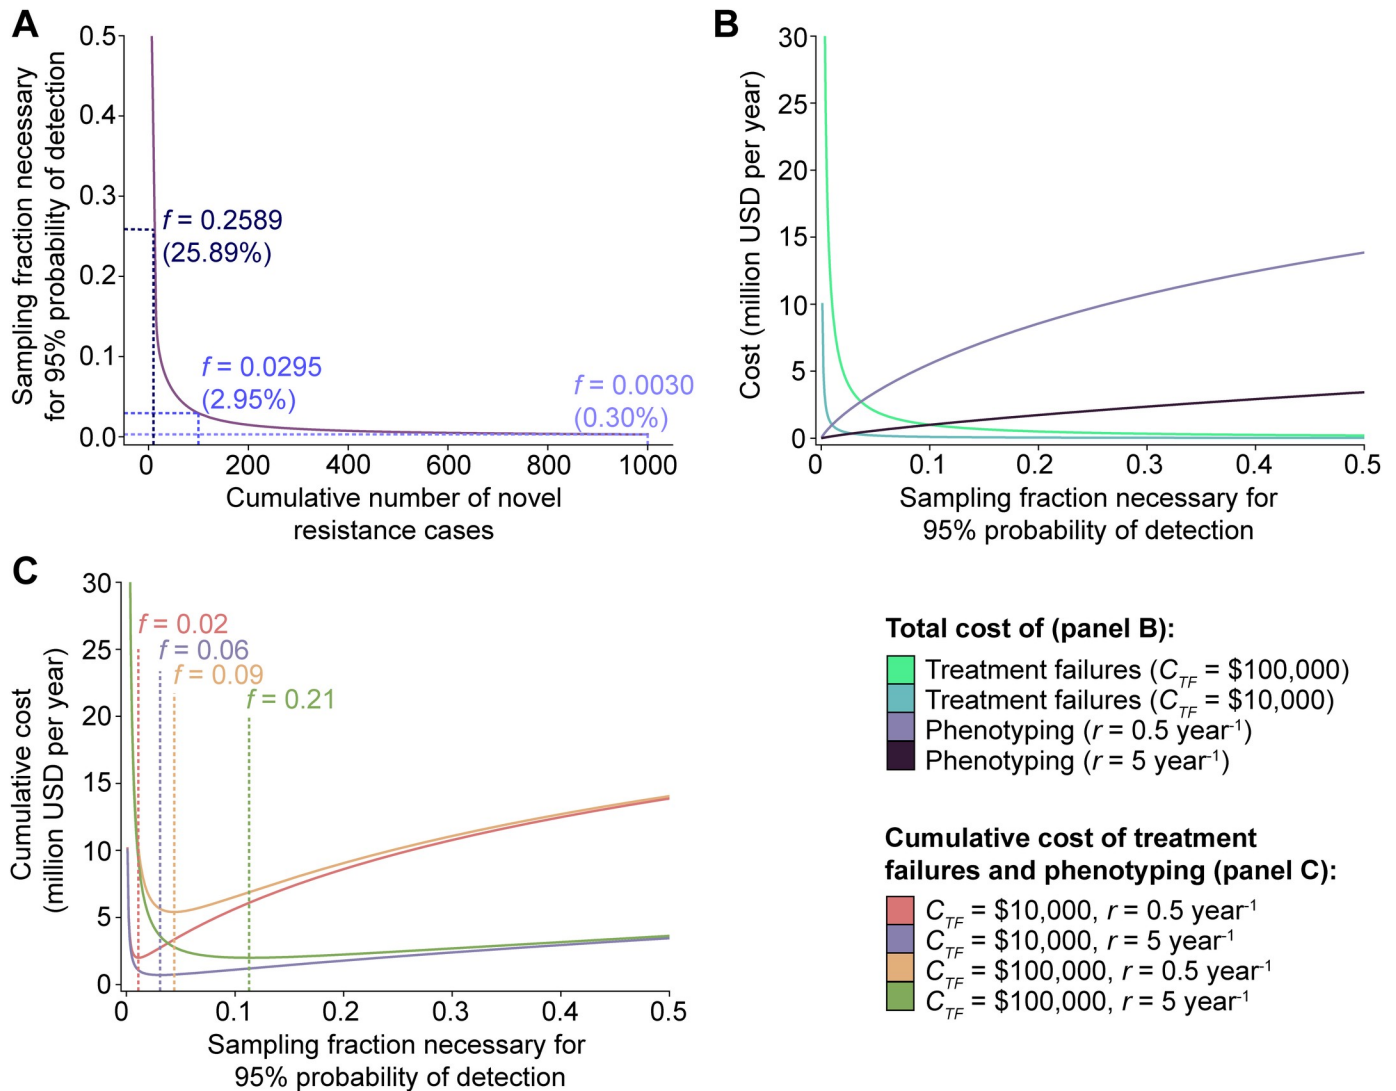 A
Sampling fraction necessary
for 95% probability of detection
0.5
0.4
0.3
0.2
0.1
0.0
f = 0.2589
(25.89%)
f = 0.0295
(2.95%)
f = 0.0030
(0.30%)
0 200 400 600 800 1000
Cumulative number of novel
resistance cases
B
Cost (million USD per year)
30
25
20
15
10
5
0
0 0.1 0.2 0.3 0.4 0.5
Sampling fraction necessary for
95% probability of detection
C
Cumulative cost
(million USD per year)
30
25
20
15
10
5
0
f = 0.02
f = 0.06
f = 0.09
f = 0.21
0 0.1 0.2 0.3 0.4 0.5
Sampling fraction necessary for
95% probability of detection
Total cost of (panel B):
Treatment failures (C_TF = $100,000)
Treatment failures (C_TF = $10,000)
Phenotyping (r = 0.5 year⁻¹)
Phenotyping (r = 5 year⁻¹)
Cumulative cost of treatment
failures and phenotyping (panel C):
C_TF = $10,000, r = 0.5 year⁻¹
C_TF = $10,000, r = 5 year⁻¹
C_TF = $100,000, r = 0.5 year⁻¹
C_TF = $100,000, r = 5 year⁻¹